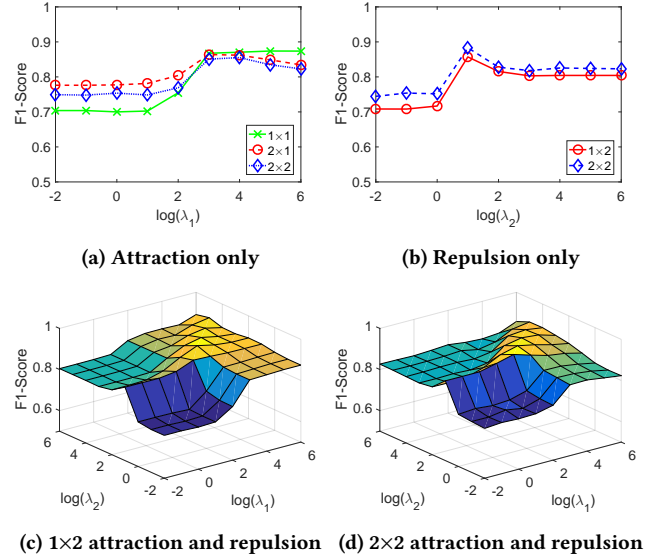 1
0.9
0.8
0.7
0.6
0.5
F1-Score
-2 0 2 4 6
log(λ1)
1×1
2×1
2×2
(a) Attraction only
1
0.9
0.8
0.7
0.6
0.5
F1-Score
-2 0 2 4 6
log(λ2)
1×2
2×2
(b) Repulsion only
1
0.8
0.6
F1-Score
6 4 2 0 -2
log(λ2)
-2 0 2 4 6
log(λ1)
(c) 1×2 attraction and repulsion
1
0.8
0.6
F1-Score
6 4 2 0 -2
log(λ2)
-2 0 2 4 6
log(λ1)
(d) 2×2 attraction and repulsion